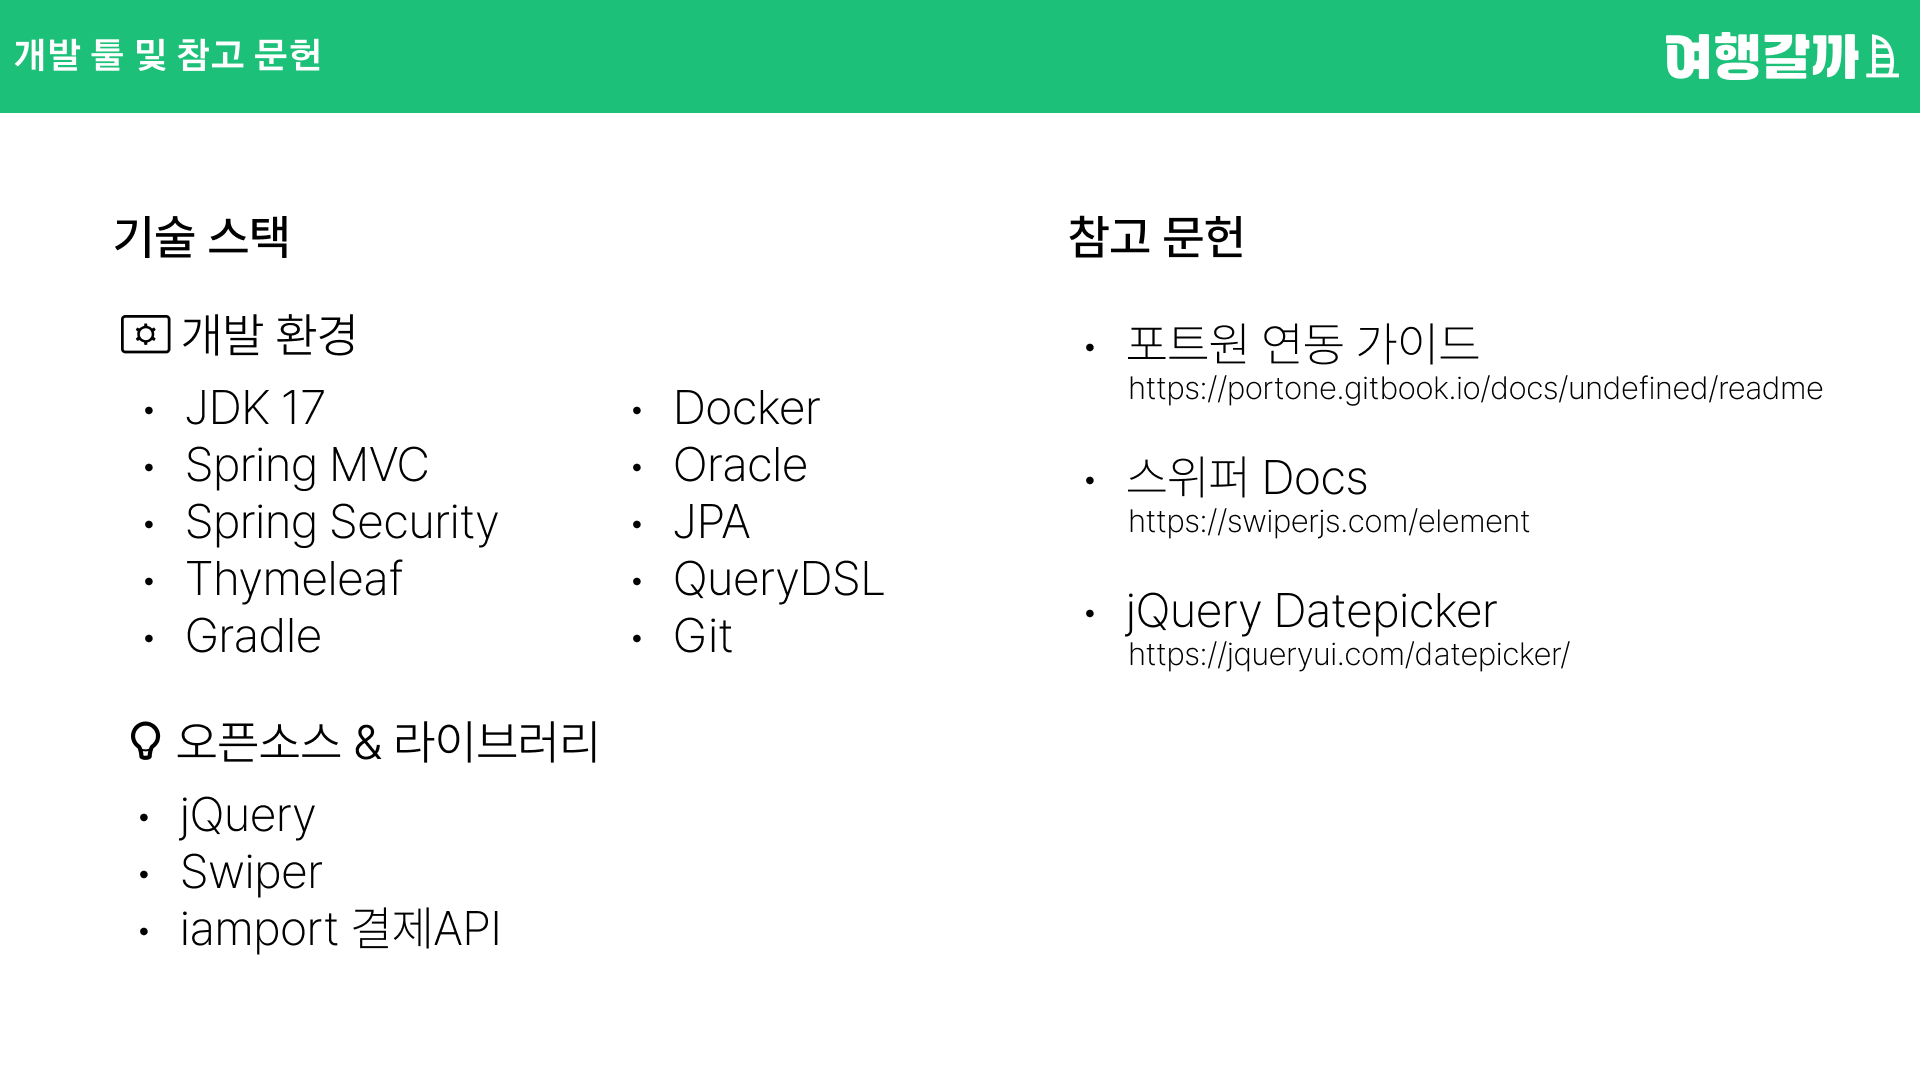 개발 툴 및 참고 문헌
여행갈까
기술 스택
개발 환경
• JDK 17
• Spring MVC
• Spring Security
• Thymeleaf
• Gradle
• Docker
• Oracle
• JPA
• QueryDSL
• Git
오픈소스 & 라이브러리
• jQuery
• Swiper
• iamport 결제API
참고 문헌
• 포트원 연동 가이드
https://portone.gitbook.io/docs/undefined/readme
• 스위퍼 Docs
https://swiperjs.com/element
• jQuery Datepicker
https://jqueryui.com/datepicker/